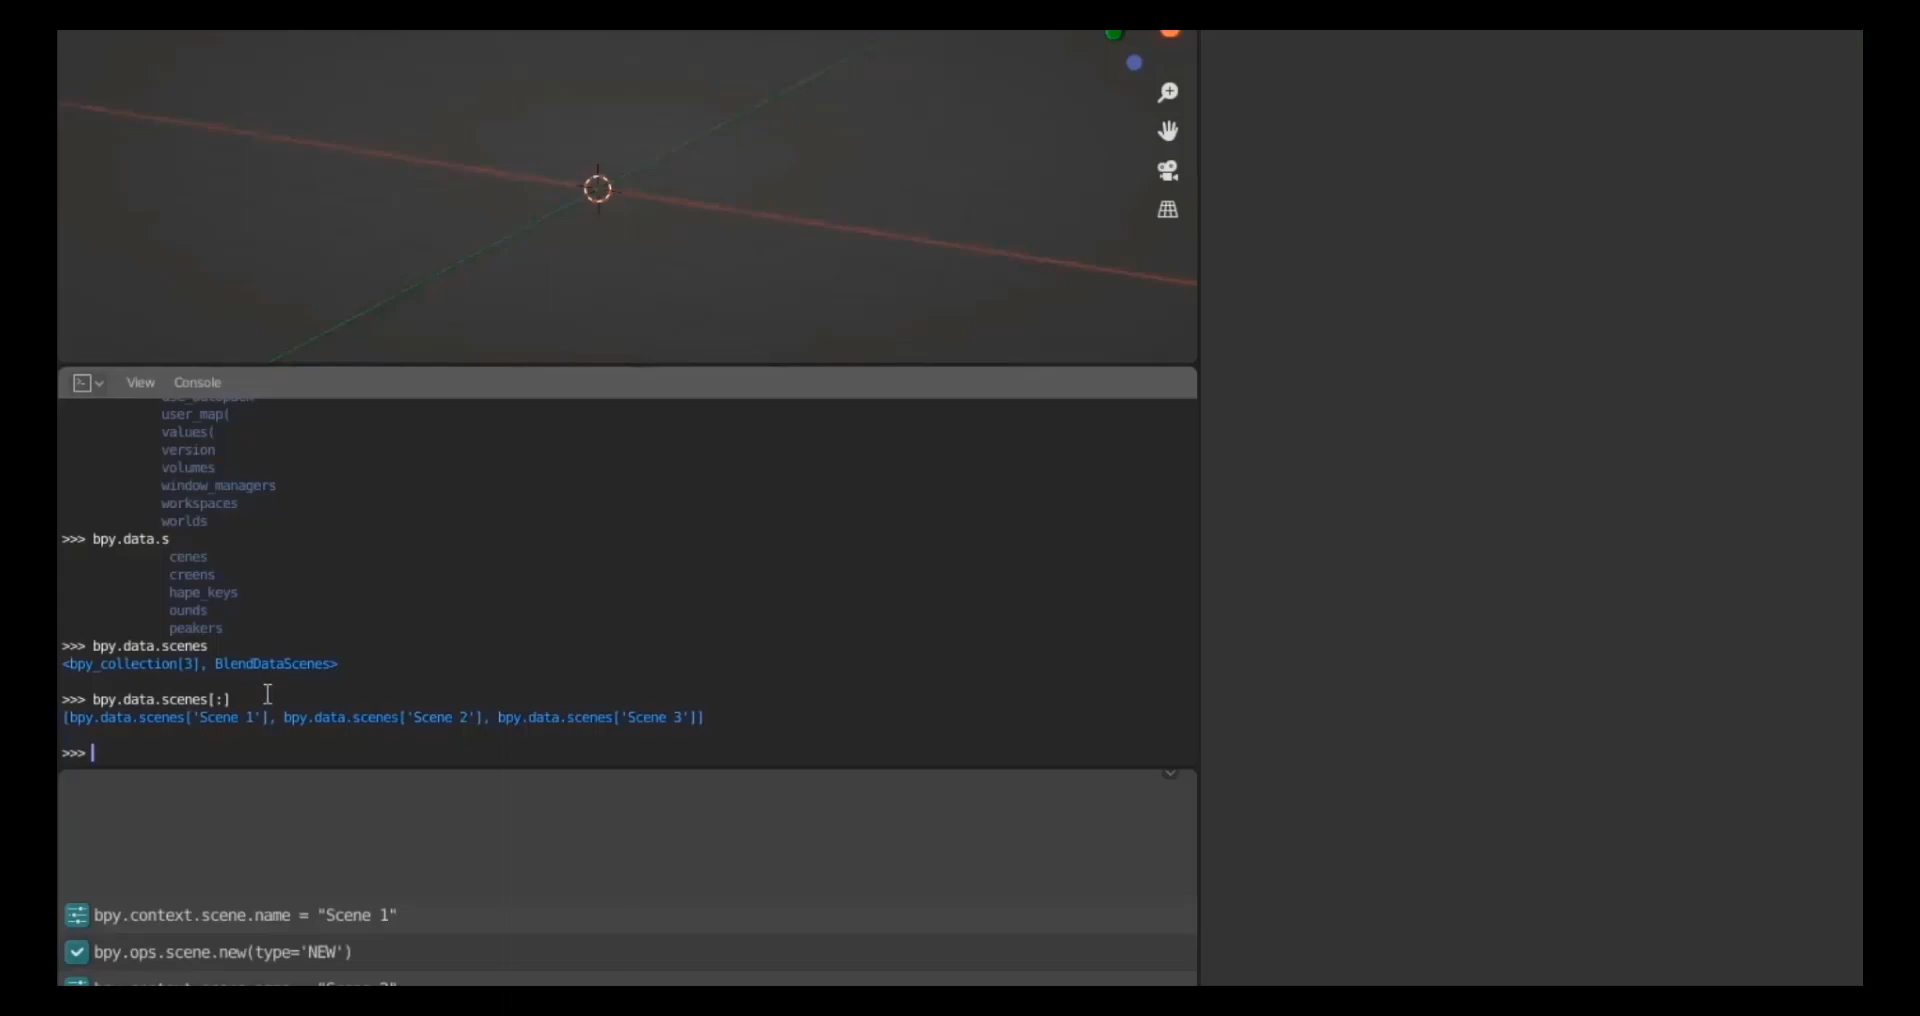 View Console
user_map(
values(
version
volumes
window_managers
workspaces
worlds
>>> bpy.data.s
cenes
creens
hape_keys
ounds
peakers
>>> bpy.data.scenes
<bpy_collection[3], BlendDataScenes>
>>> bpy.data.scenes[:]
[bpy.data.scenes['Scene 1'], bpy.data.scenes['Scene 2'], bpy.data.scenes['Scene 3']]
>>>
bpy.context.scene.name = "Scene 1"
bpy.ops.scene.new(type='NEW')